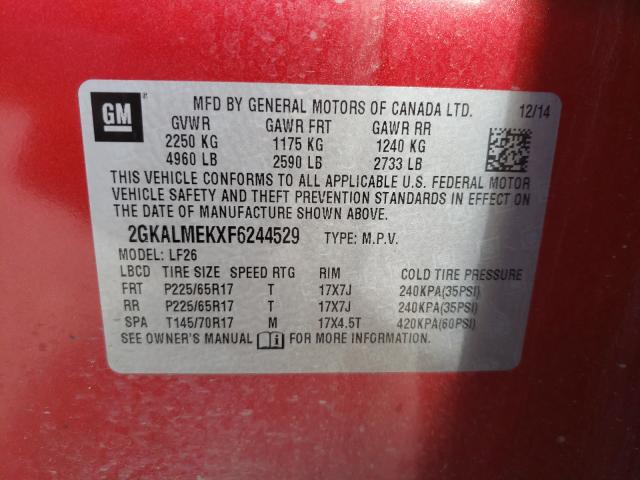 GM
MFD BY GENERAL MOTORS OF CANADA LTD. 12/14
GVWR GAWR FRT GAWR RR
2250 KG 1175 KG 1240 KG
4960 LB 2590 LB 2733 LB
THIS VEHICLE CONFORMS TO ALL APPLICABLE U.S. FEDERAL MOTOR
VEHICLE SAFETY AND THEFT PREVENTION STANDARDS IN EFFECT ON
THE DATE OF MANUFACTURE SHOWN ABOVE.
2GKALMEKXF6244529 TYPE: M.P.V.
MODEL: LF26
LBCD TIRE SIZE SPEED RTG RIM COLD TIRE PRESSURE
FRT P225/65R17 T 17X7J 240KPA(35PSI)
RR P225/65R17 T 17X7J 240KPA(35PSI)
SPA T145/70R17 M 17X4.5T 420KPA(60PSI)
SEE OWNER'S MANUAL FOR MORE INFORMATION.